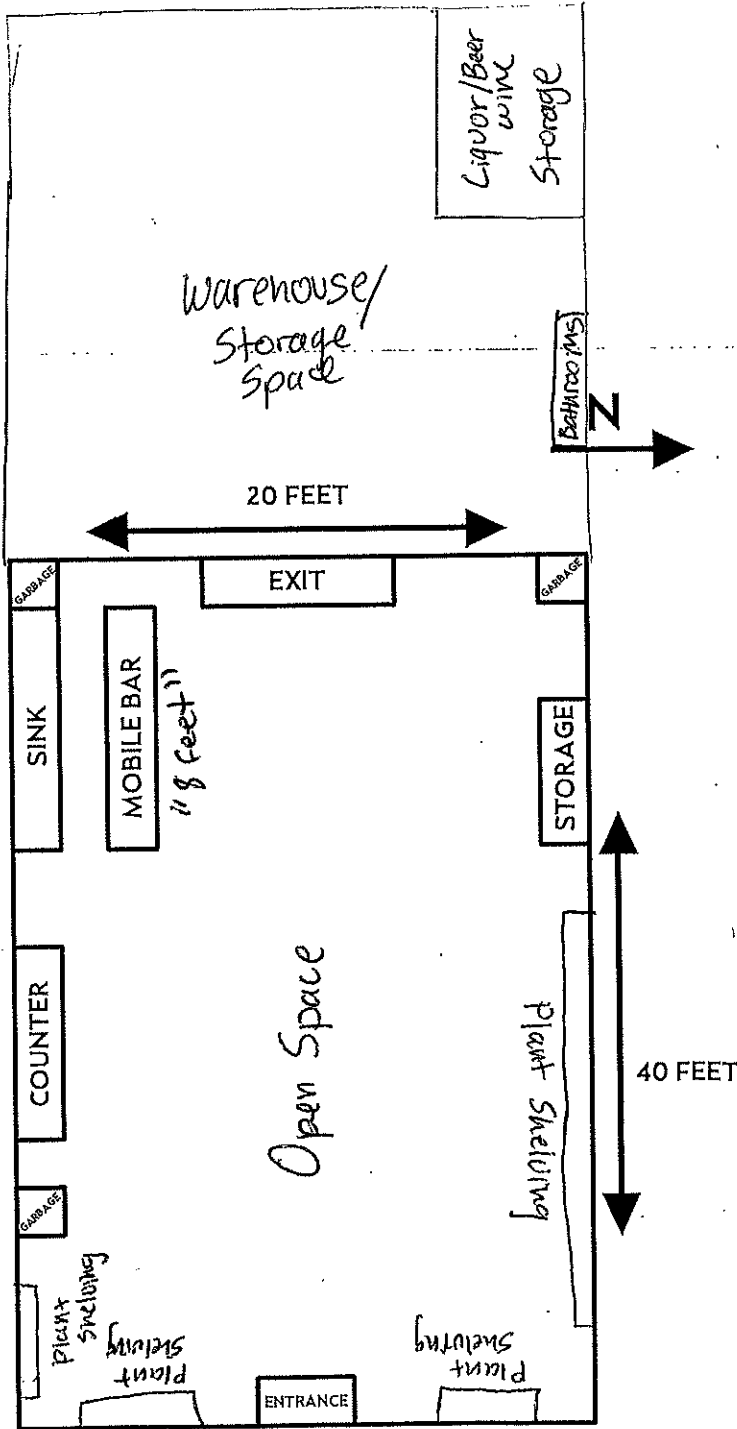 Liquor/Beer
wine
Storage
Warehouse/
Storage
Space
Bathrooms
N
20 FEET
GARBAGE
EXIT
GARBAGE
SINK
MOBILE BAR
"8 feet"
STORAGE
COUNTER
Open Space
Plant Shelving
40 FEET
GARBAGE
plant
shelving
Plant
Shelving
ENTRANCE
Plant
Shelving